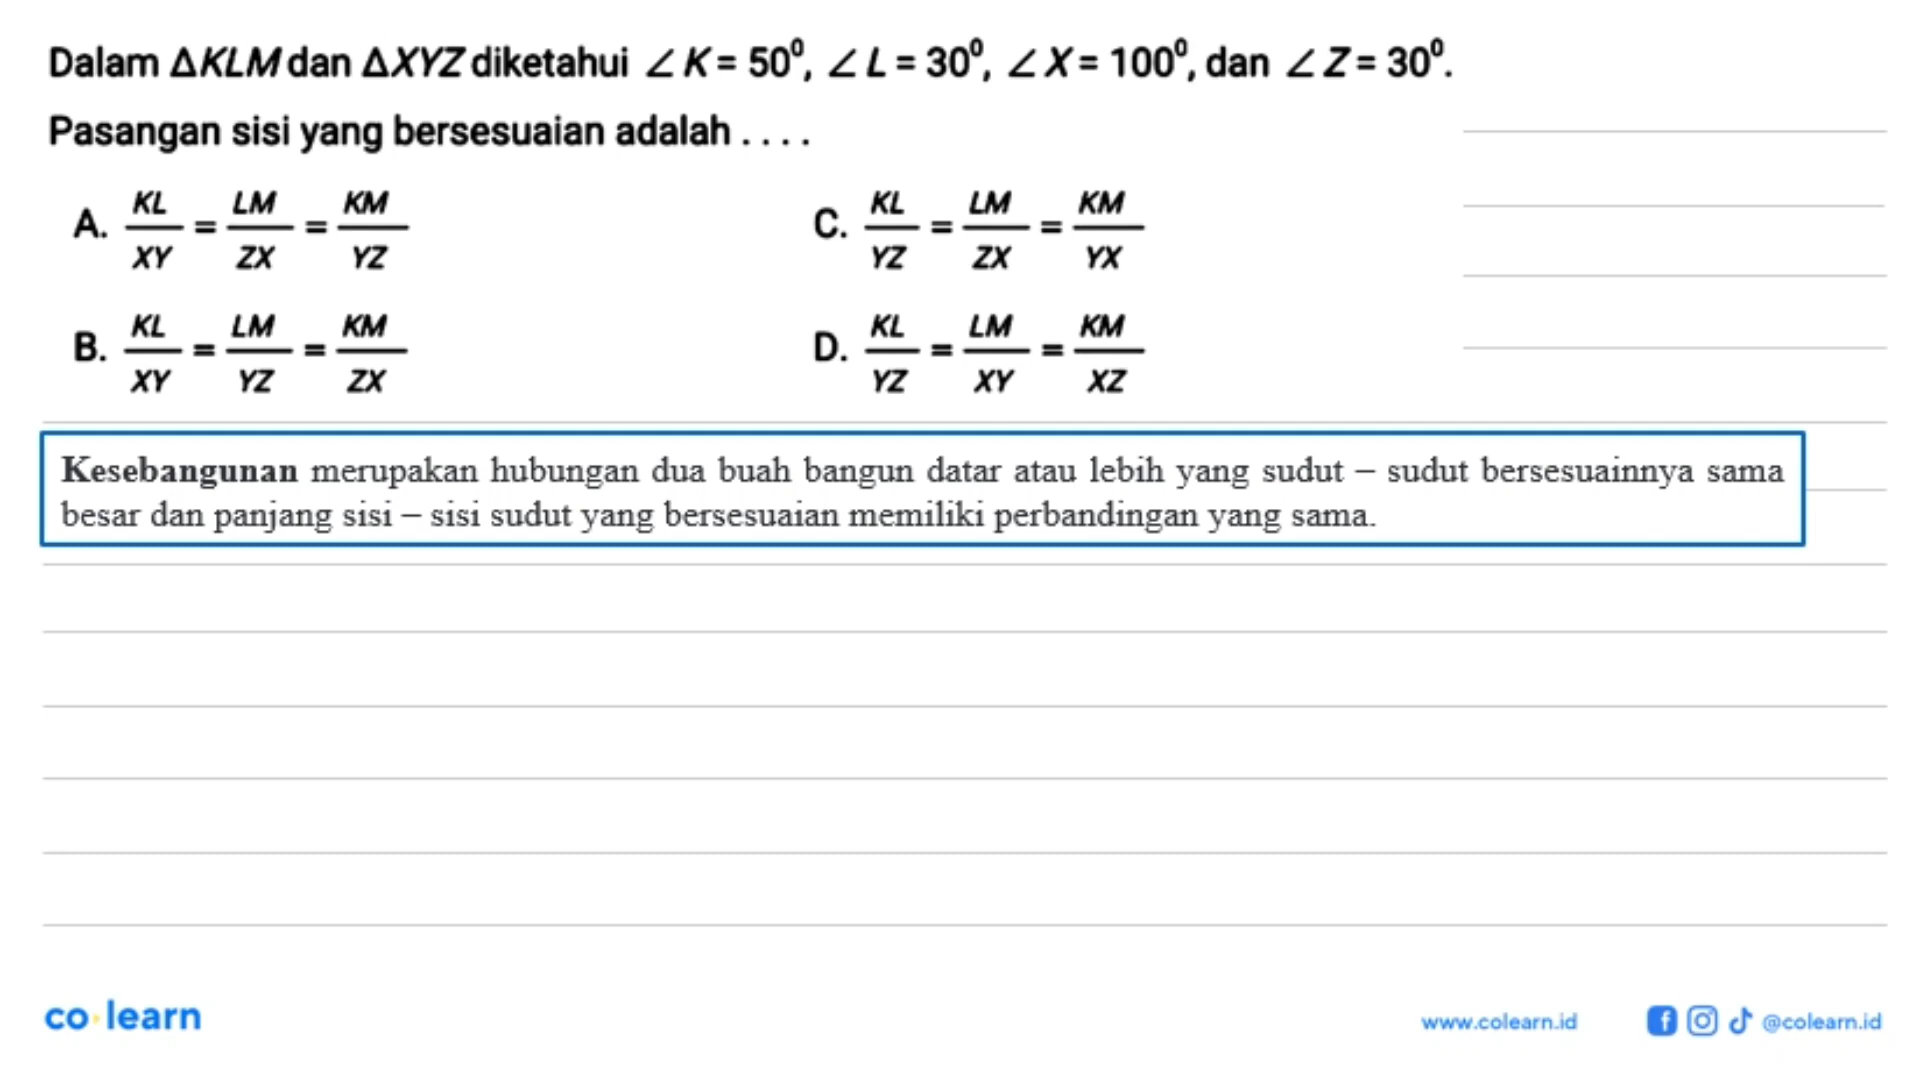 Dalam ΔKLM dan ΔXYZ diketahui ∠K = 50⁰, ∠L = 30⁰, ∠X = 100⁰, dan ∠Z = 30⁰.
Pasangan sisi yang bersesuaian adalah . . . .
A. KL/XY = LM/ZX = KM/YZ
B. KL/XY = LM/YZ = KM/ZX
C. KL/YZ = LM/ZX = KM/YX
D. KL/YZ = LM/XY = KM/XZ
Kesebangunan merupakan hubungan dua buah bangun datar atau lebih yang sudut – sudut bersesuainnya sama
besar dan panjang sisi – sisi sudut yang bersesuaian memiliki perbandingan yang sama.
co learn
www.colearn.id
@colearn.id